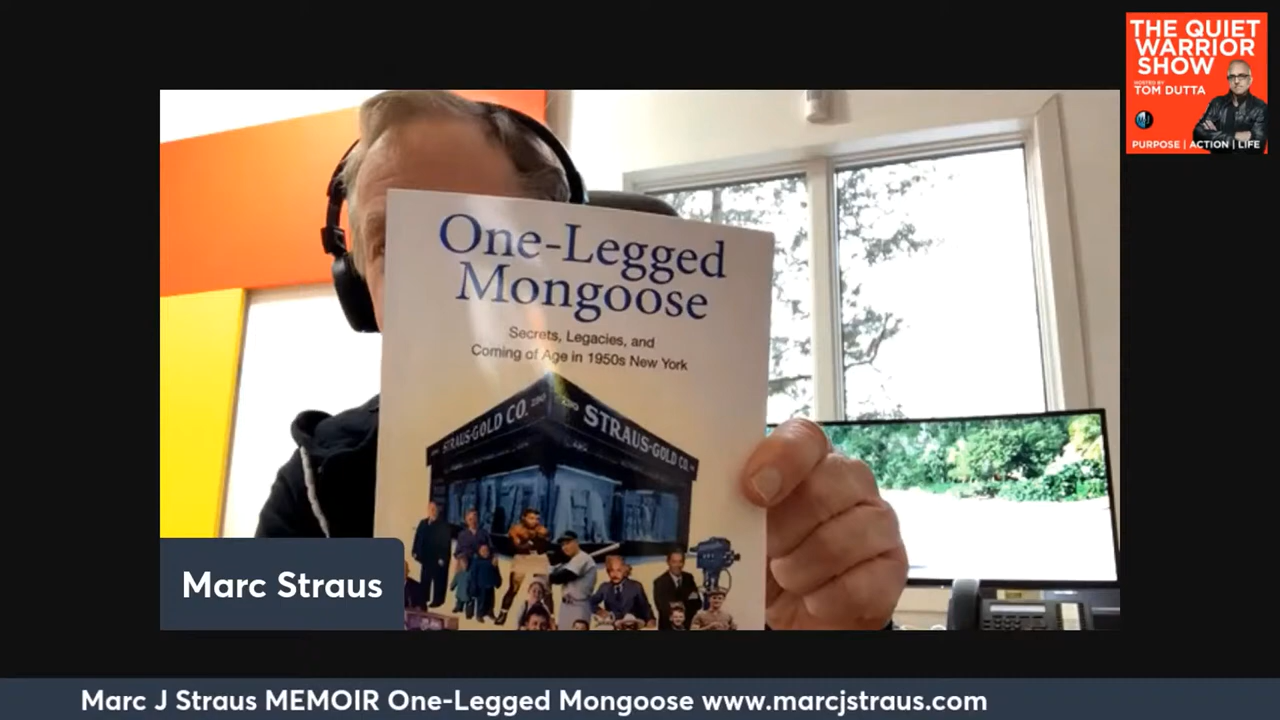 THE QUIET
WARRIOR
SHOW
HOSTED BY
TOM DUTTA
PURPOSE | ACTION | LIFE
One-Legged
Mongoose
Secrets, Legacies, and
Coming of Age in 1950s New York
STRAUS-GOLD CO. 280
280 STRAUS-GOLD CO.
Marc Straus
Marc J Straus MEMOIR One-Legged Mongoose www.marcjstraus.com